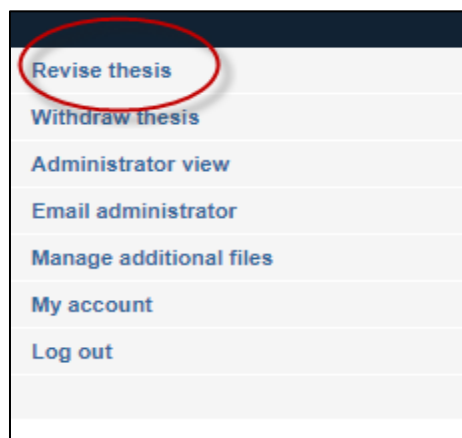 Revise thesis
Withdraw thesis
Administrator view
Email administrator
Manage additional files
My account
Log out